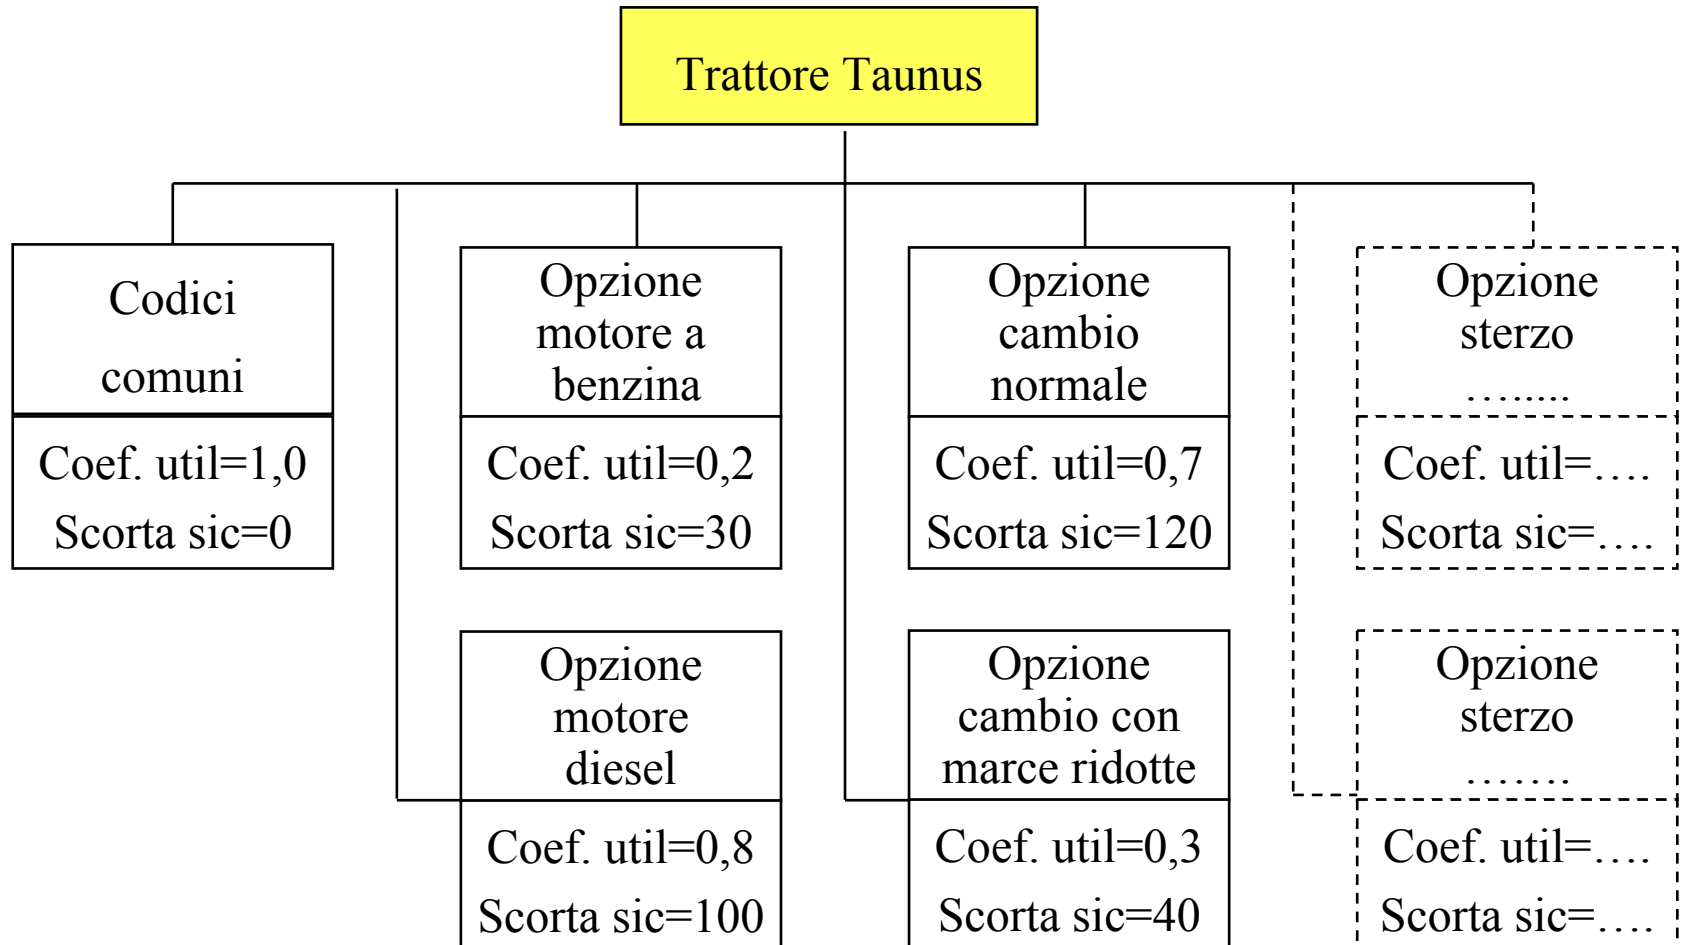 Trattore Taunus
Codici
comuni
Coef. util=1,0
Scorta sic=0
Opzione
motore a
benzina
Coef. util=0,2
Scorta sic=30
Opzione
cambio
normale
Coef. util=0,7
Scorta sic=120
Opzione
sterzo
….....
Coef. util=….
Scorta sic=….
Opzione
motore
diesel
Coef. util=0,8
Scorta sic=100
Opzione
cambio con
marce ridotte
Coef. util=0,3
Scorta sic=40
Opzione
sterzo
…….
Coef. util=….
Scorta sic=….